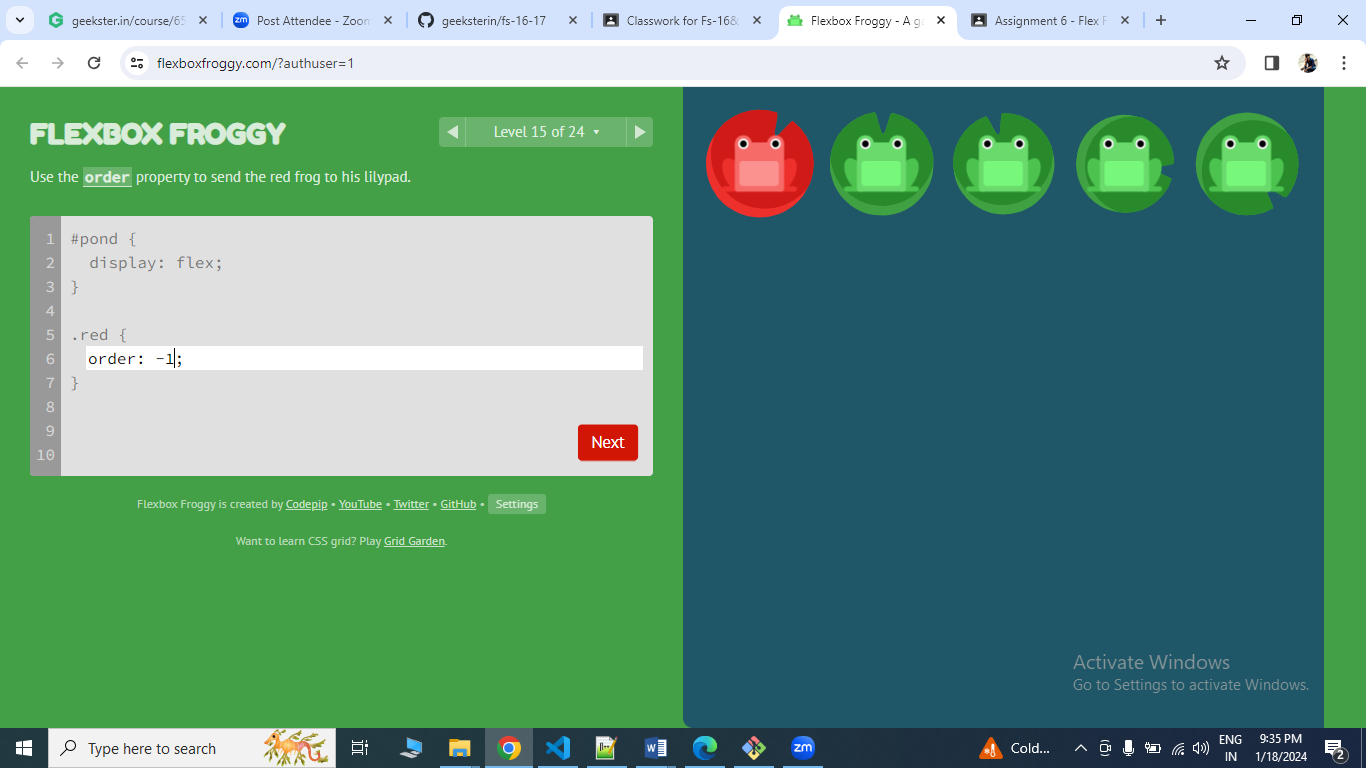 geekster.in/course/65
Post Attendee - Zoom
geeksterin/fs-16-17
Classwork for Fs-16&
Flexbox Froggy - A ga
Assignment 6 - Flex F
flexboxfroggy.com/?authuser=1
FLEXBOX FROGGY
Level 15 of 24
Use the order property to send the red frog to his lilypad.
1 #pond {
2 display: flex;
3 }
4
5 .red {
6 order: -1;
7 }
8
9
10
Next
Flexbox Froggy is created by Codepip • YouTube • Twitter • GitHub • Settings
Want to learn CSS grid? Play Grid Garden.
Activate Windows
Go to Settings to activate Windows.
Type here to search
Cold...
ENG
IN
9:35 PM
1/18/2024
2